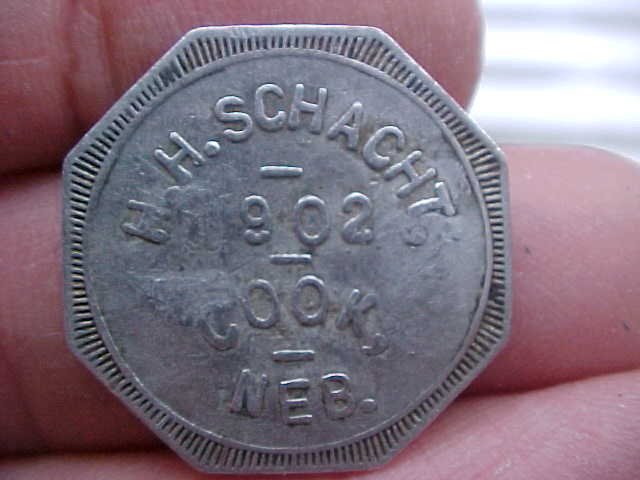 H.H. SCHACHT,
1902
COOK,
NEB.